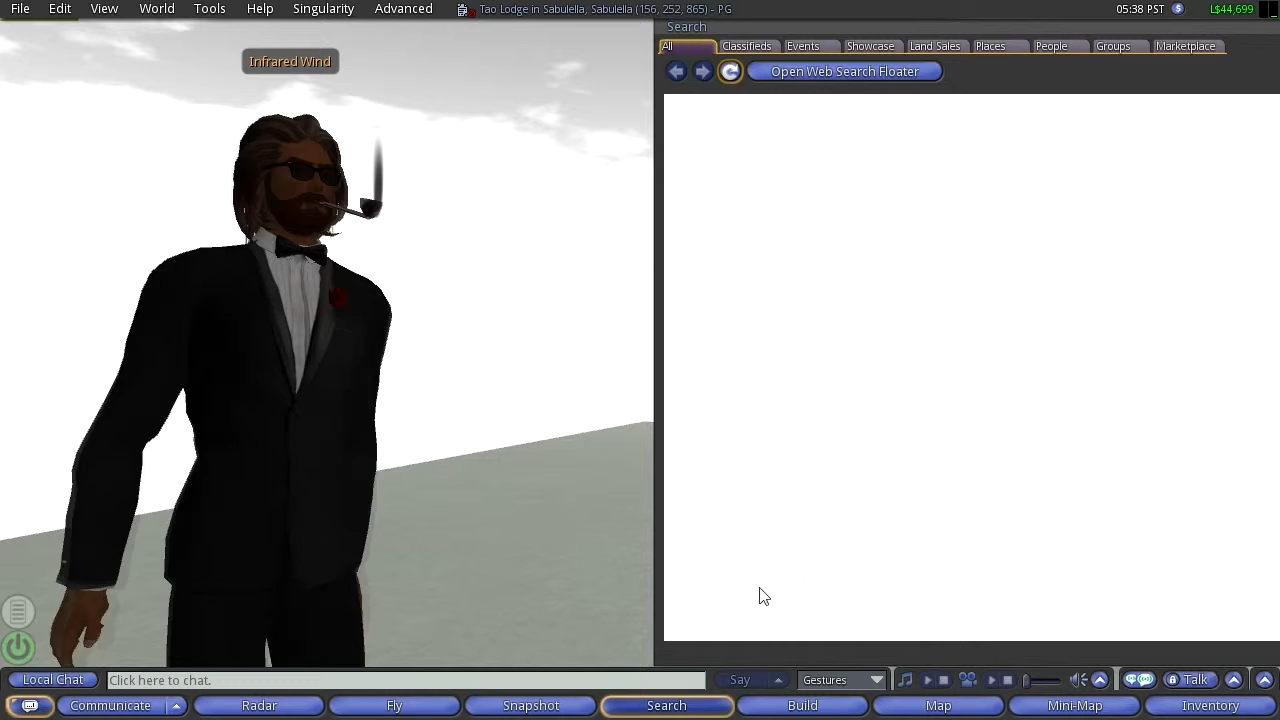 File Edit View World Tools Help Singularity Advanced Tao Lodge in Sabulella, Sabulella (156, 252, 865) - PG 05:38 PST $ L$44,699
Search
All Classifieds Events Showcase Land Sales Places People Groups Marketplace
Infrared Wind
Open Web Search Floater
Local Chat Click here to chat. Say Gestures Talk
Communicate Radar Fly Snapshot Search Build Map Mini-Map Inventory